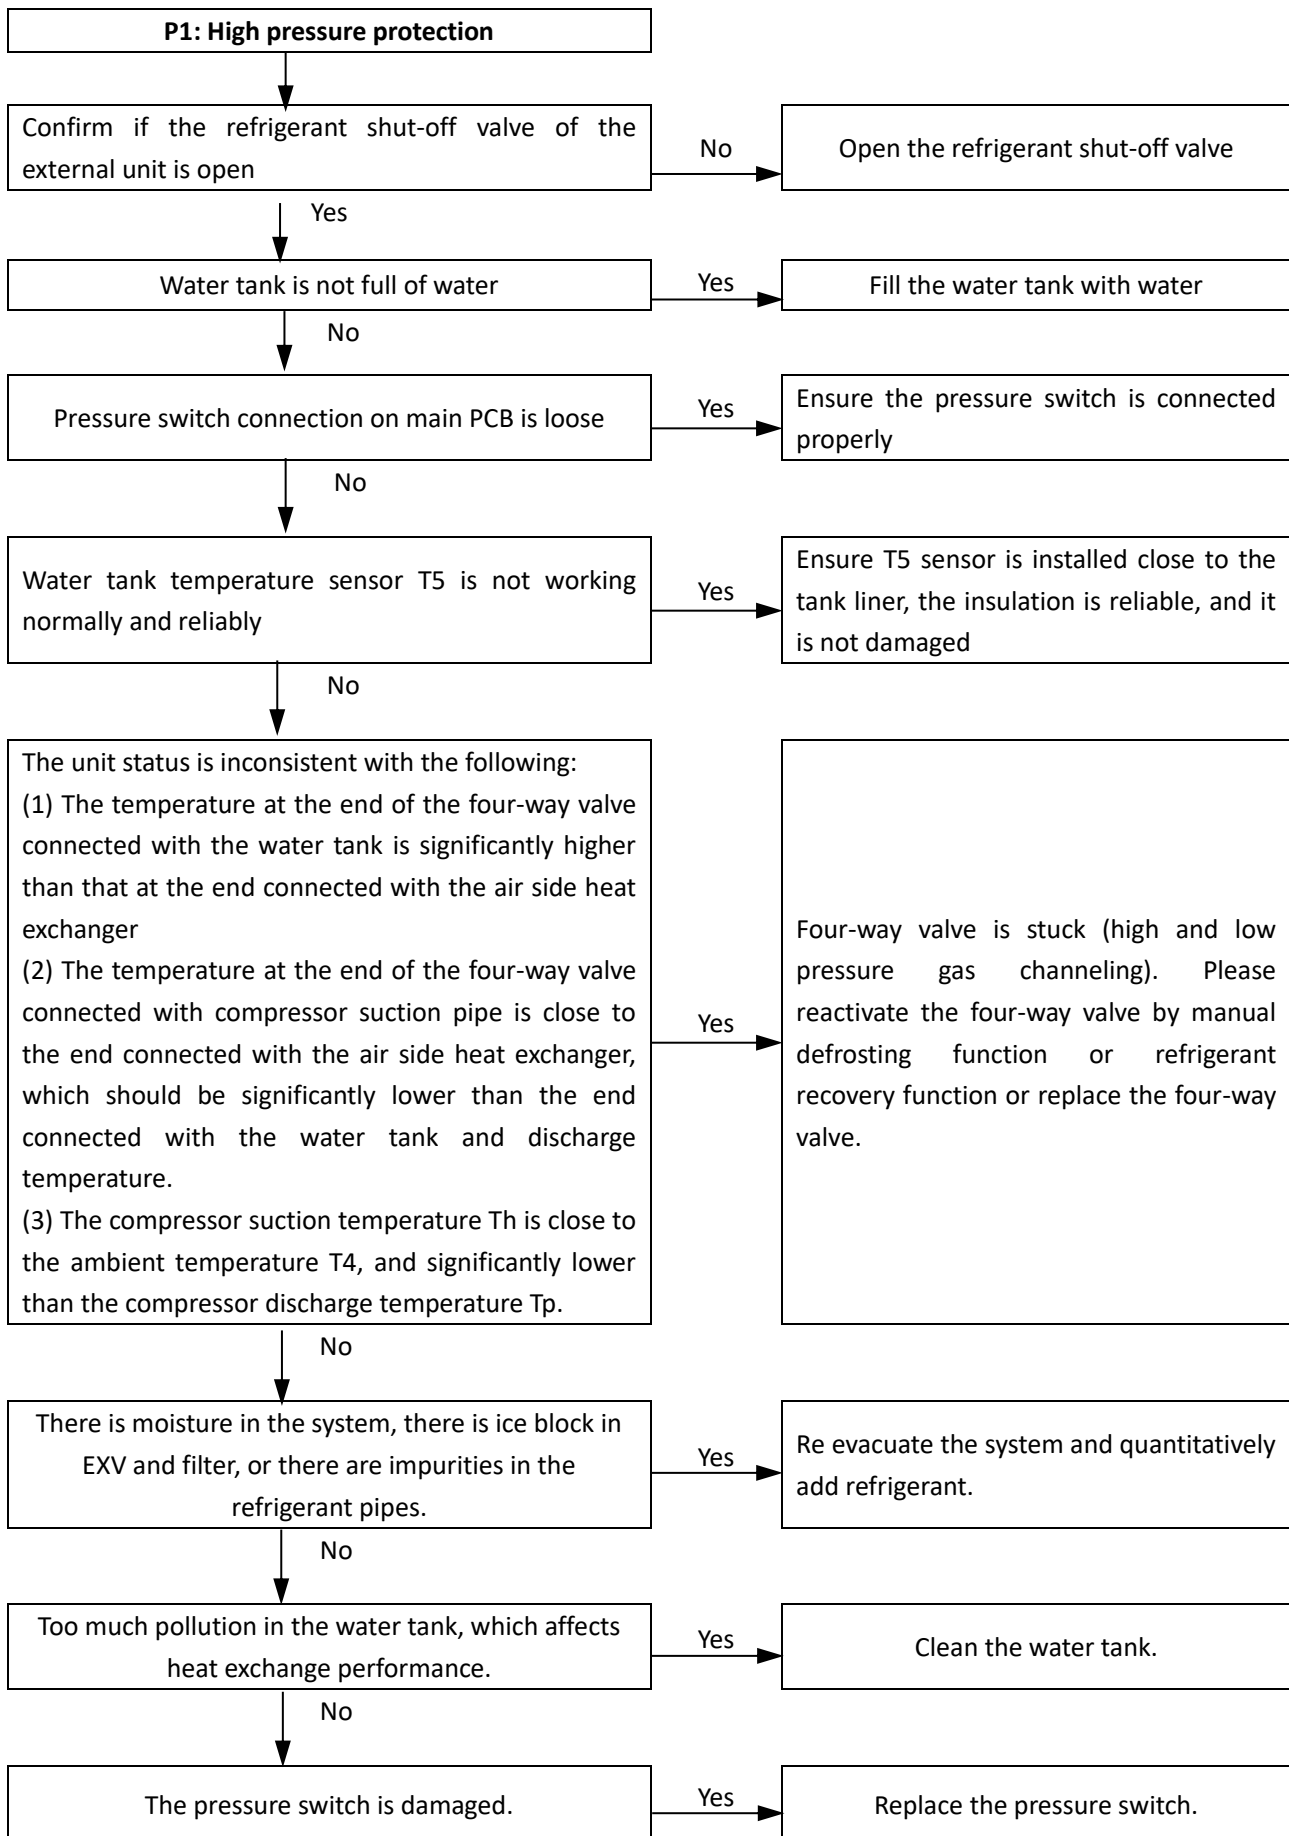 P1: High pressure protection
Confirm if the refrigerant shut-off valve of the
external unit is open
No
Open the refrigerant shut-off valve
Yes
Water tank is not full of water
Yes
Fill the water tank with water
No
Pressure switch connection on main PCB is loose
Yes
Ensure the pressure switch is connected
properly
No
Water tank temperature sensor T5 is not working
normally and reliably
Yes
Ensure T5 sensor is installed close to the
tank liner, the insulation is reliable, and it
is not damaged
No
The unit status is inconsistent with the following:
(1) The temperature at the end of the four-way valve
connected with the water tank is significantly higher
than that at the end connected with the air side heat
exchanger
(2) The temperature at the end of the four-way valve
connected with compressor suction pipe is close to
the end connected with the air side heat exchanger,
which should be significantly lower than the end
connected with the water tank and discharge
temperature.
(3) The compressor suction temperature Th is close to
the ambient temperature T4, and significantly lower
than the compressor discharge temperature Tp.
Yes
Four-way valve is stuck (high and low
pressure gas channeling). Please
reactivate the four-way valve by manual
defrosting function or refrigerant
recovery function or replace the four-way
valve.
No
There is moisture in the system, there is ice block in
EXV and filter, or there are impurities in the
refrigerant pipes.
Yes
Re evacuate the system and quantitatively
add refrigerant.
No
Too much pollution in the water tank, which affects
heat exchange performance.
Yes
Clean the water tank.
No
The pressure switch is damaged.
Yes
Replace the pressure switch.